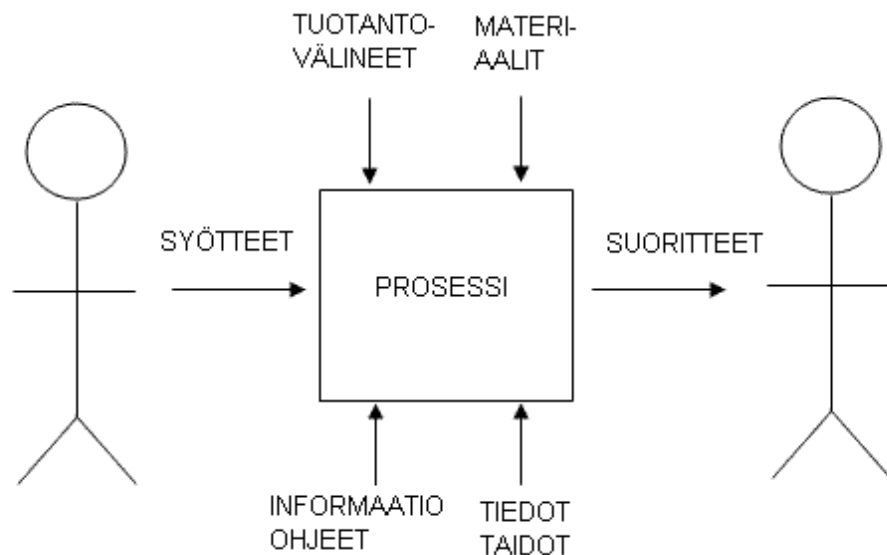 TUOTANTO-
VÄLINEET
MATERI-
AALIT
SYÖTTEET
PROSESSI
SUORITTEET
INFORMAATIO
OHJEET
TIEDOT
TAIDOT